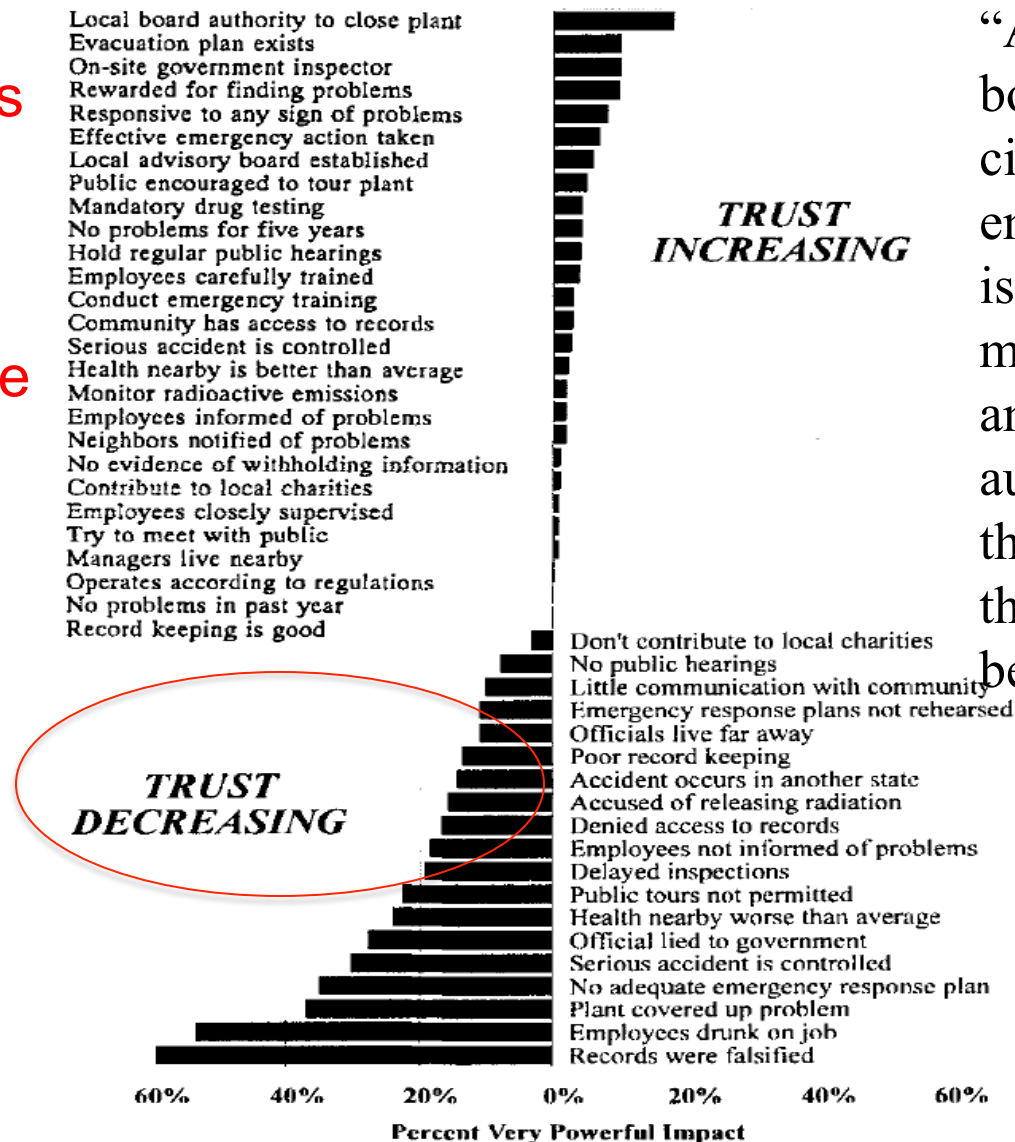 Local board authority to close plant
Evacuation plan exists
On-site government inspector
Rewarded for finding problems
Responsive to any sign of problems
Effective emergency action taken
Local advisory board established
Public encouraged to tour plant
Mandatory drug testing
No problems for five years
Hold regular public hearings
Employees carefully trained
Conduct emergency training
Community has access to records
Serious accident is controlled
Health nearby is better than average
Monitor radioactive emissions
Employees informed of problems
Neighbors notified of problems
No evidence of withholding information
Contribute to local charities
Employees closely supervised
Try to meet with public
Managers live nearby
Operates according to regulations
No problems in past year
Record keeping is good
TRUST
INCREASING
Don't contribute to local charities
No public hearings
Little communication with community
Emergency response plans not rehearsed
Officials live far away
Poor record keeping
Accident occurs in another state
Accused of releasing radiation
Denied access to records
Employees not informed of problems
Delayed inspections
Public tours not permitted
Health nearby worse than average
Official lied to government
Serious accident is controlled
No adequate emergency response plan
Plant covered up problem
Employees drunk on job
Records were falsified
TRUST
DECREASING
60% 40% 20% 0% 20% 40% 60%
Percent Very Powerful Impact
s
e
“A
bo
ci
en
is
m
an
au
th
th
be